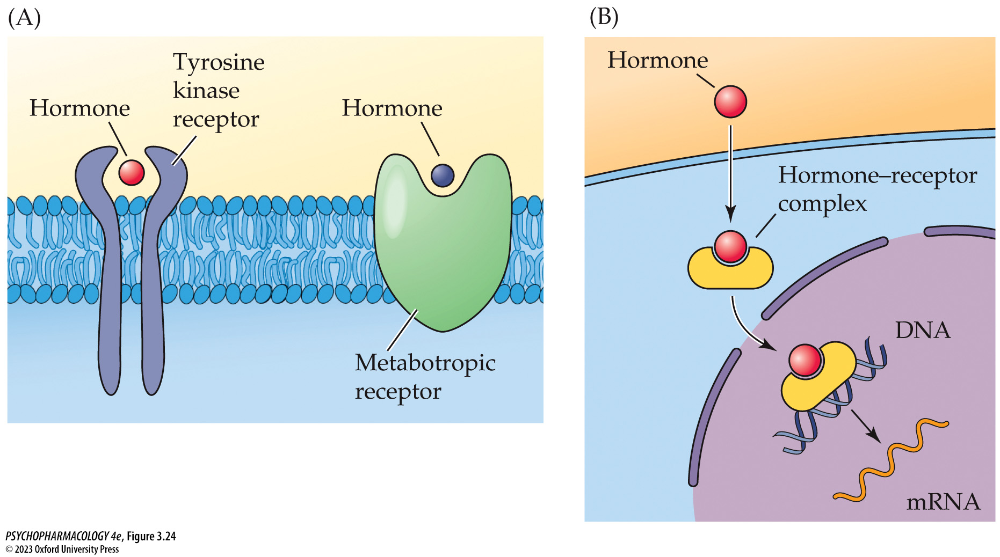 (A)
Hormone
Tyrosine
kinase
receptor
Hormone
Metabotropic
receptor
(B)
Hormone
Hormone–receptor
complex
DNA
mRNA
PSYCHOPHARMACOLOGY 4e, Figure 3.24
© 2023 Oxford University Press